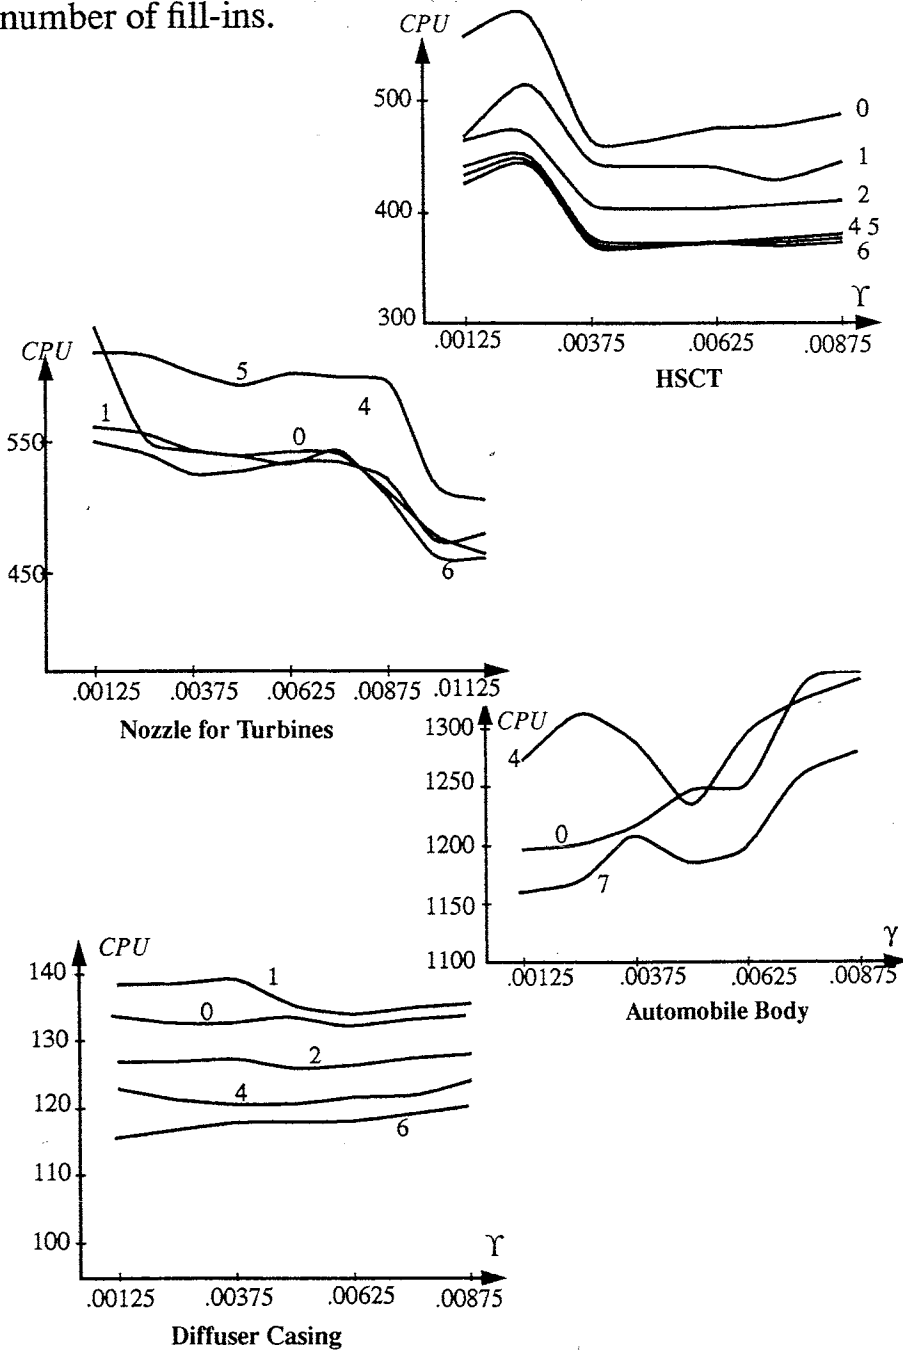 number of fill-ins.
CPU
500
400
300
0
1
2
4 5
6
ϒ
.00125 .00375 .00625 .00875
HSCT
CPU
550
450
5
4
1
0
6
.00125 .00375 .00625 .00875 .01125
Nozzle for Turbines
CPU
1300
1250
1200
1150
1100
4
0
7
γ
.00125 .00375 .00625 .00875
Automobile Body
CPU
140
130
120
110
100
1
0
2
4
6
ϒ
.00125 .00375 .00625 .00875
Diffuser Casing